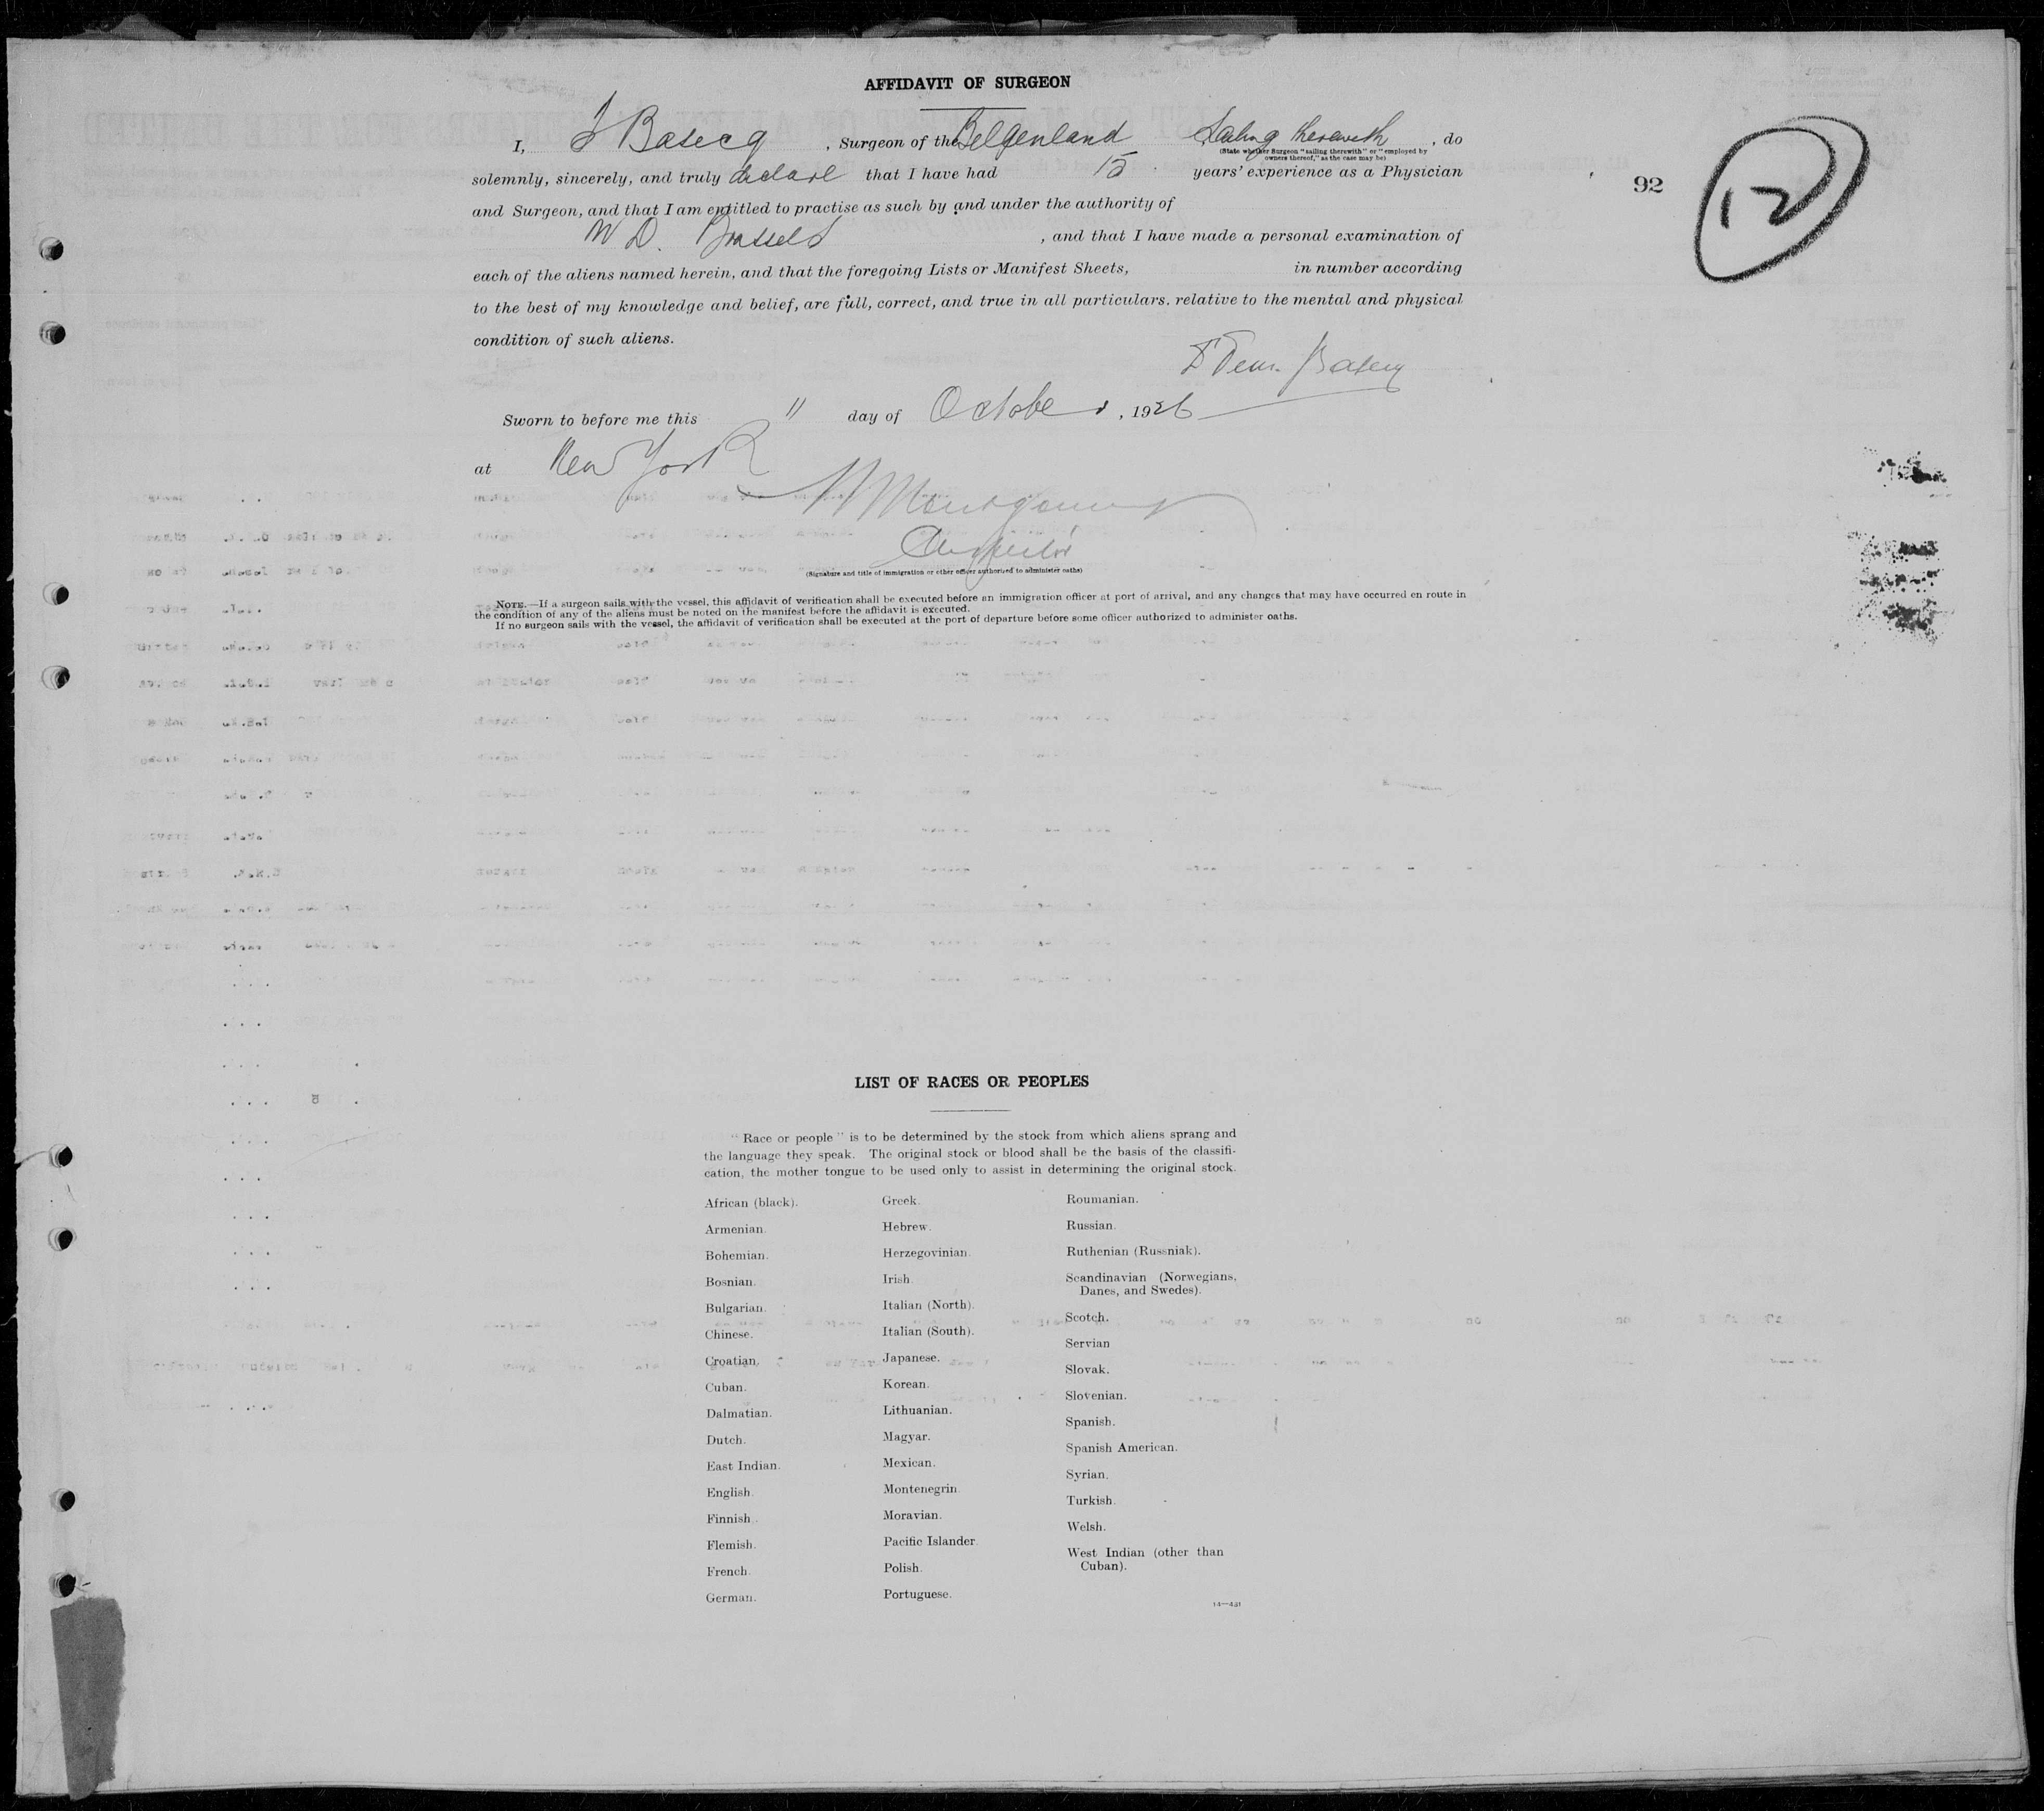 AFFIDAVIT OF SURGEON
I, J Basecq , Surgeon of the Belgenland Sailing therewith , do
(State whether Surgeon "sailing therewith" or "employed by
owners thereof," as the case may be)
solemnly, sincerely, and truly declare that I have had 15 years' experience as a Physician
92
12
and Surgeon, and that I am entitled to practise as such by and under the authority of
M D. Brussels , and that I have made a personal examination of
each of the aliens named herein, and that the foregoing Lists or Manifest Sheets, in number according
to the best of my knowledge and belief, are full, correct, and true in all particulars. relative to the mental and physical
condition of such aliens.
Basecq
Sworn to before me this 11 day of October , 1926
at New York
Montgomery
Inspector
(Signature and title of immigration or other officer authorized to administer oaths)
NOTE.—If a surgeon sails with the vessel, this affidavit of verification shall be executed before an immigration officer at port of arrival, and any changes that may have occurred en route in
the condition of any of the aliens must be noted on the manifest before the affidavit is executed.
If no surgeon sails with the vessel, the affidavit of verification shall be executed at the port of departure before some officer authorized to administer oaths.
LIST OF RACES OR PEOPLES
"Race or people" is to be determined by the stock from which aliens sprang and
the language they speak. The original stock or blood shall be the basis of the classifi-
cation, the mother tongue to be used only to assist in determining the original stock.
African (black).
Armenian.
Bohemian.
Bosnian.
Bulgarian.
Chinese.
Croatian.
Cuban.
Dalmatian.
Dutch.
East Indian.
English.
Finnish.
Flemish.
French.
German.
Greek.
Hebrew.
Herzegovinian.
Irish.
Italian (North).
Italian (South).
Japanese.
Korean.
Lithuanian.
Magyar.
Mexican.
Montenegrin.
Moravian.
Pacific Islander.
Polish.
Portuguese.
Roumanian.
Russian.
Ruthenian (Russniak).
Scandinavian (Norwegians,
Danes, and Swedes).
Scotch.
Servian
Slovak.
Slovenian.
Spanish.
Spanish American.
Syrian.
Turkish.
Welsh.
West Indian (other than
Cuban).
14—431